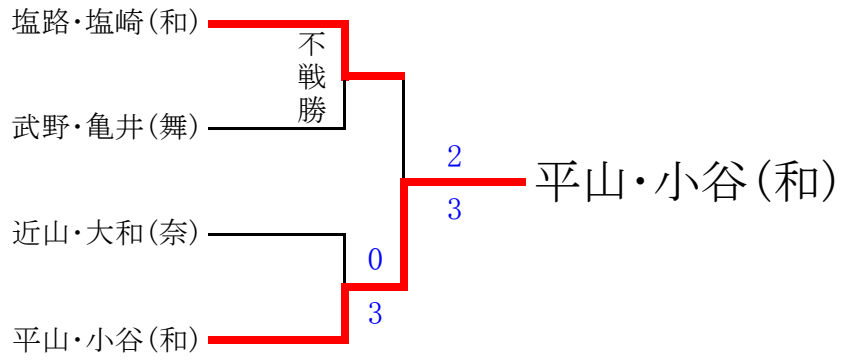 塩路・塩崎(和)
不戦勝
武野・亀井(舞)
2
平山・小谷(和)
3
近山・大和(奈)
0
3
平山・小谷(和)